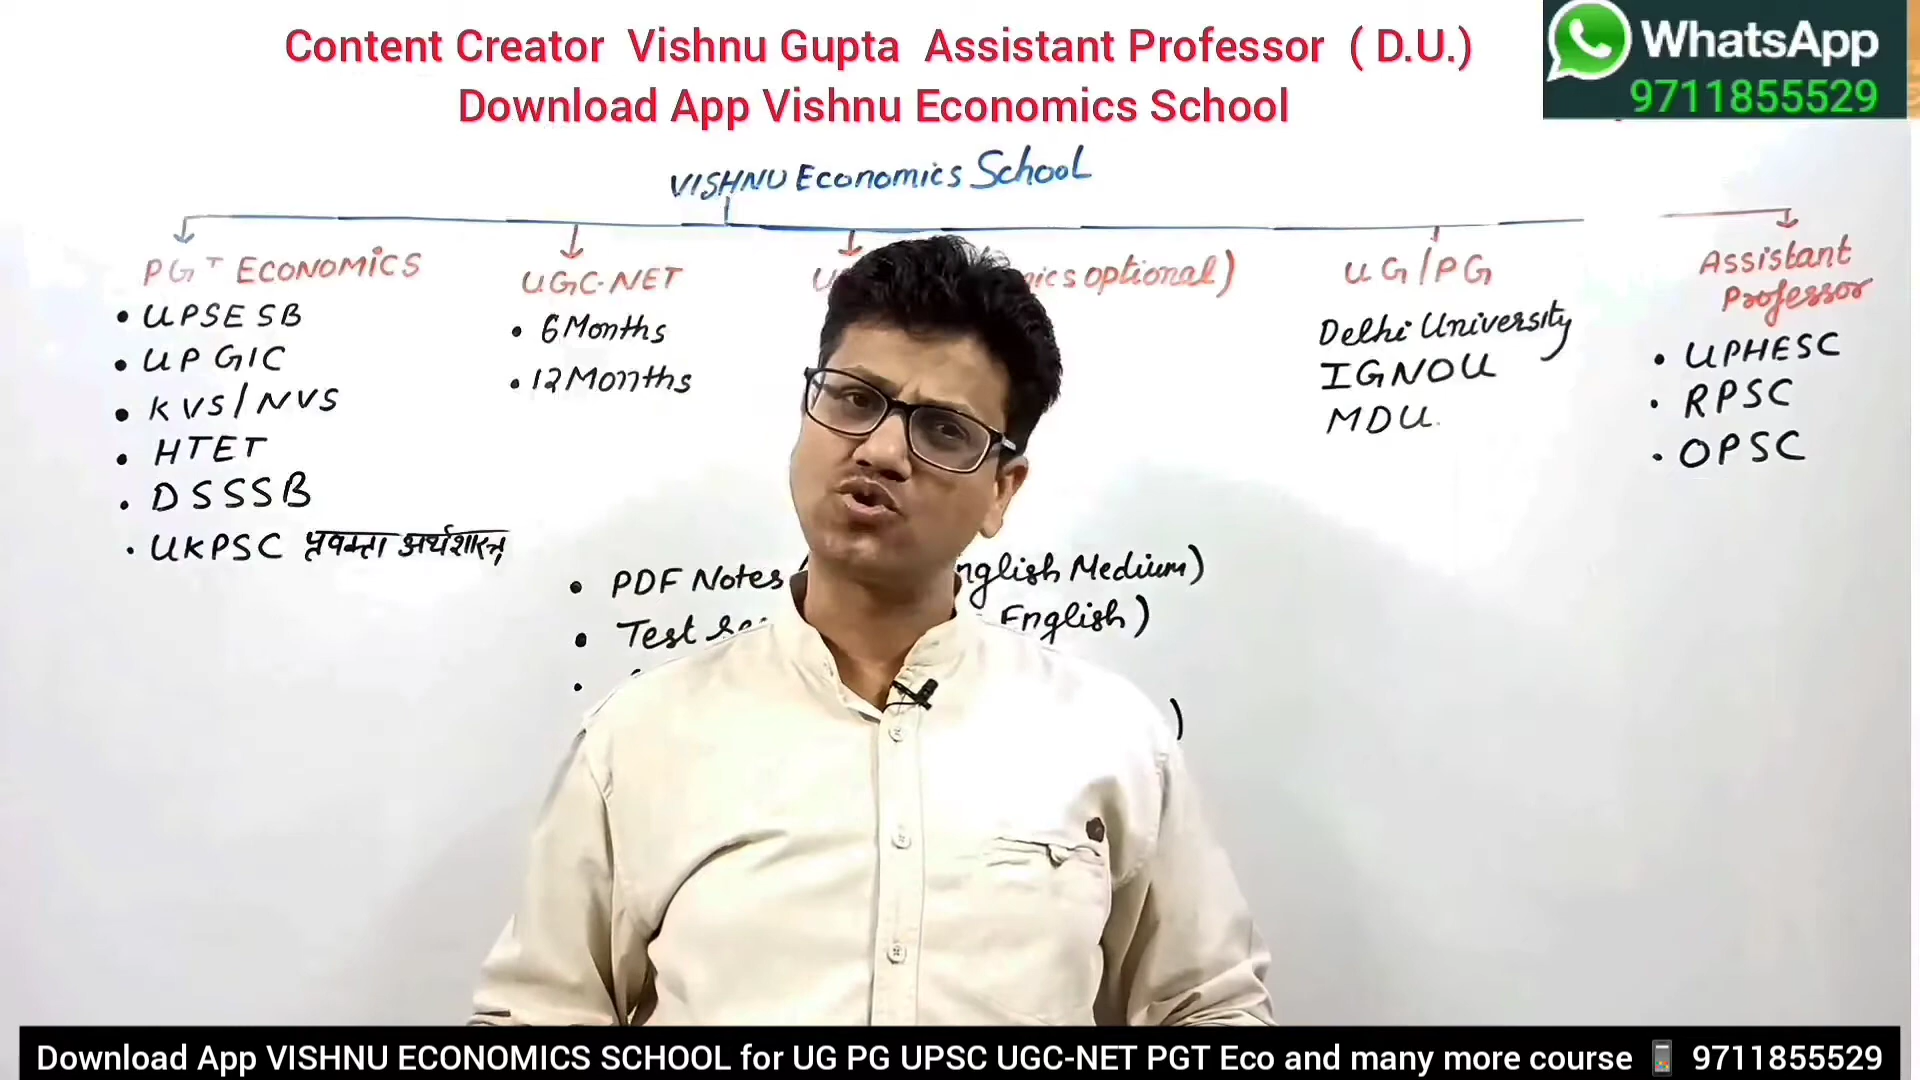 Content Creator Vishnu Gupta Assistant Professor ( D.U.)
Download App Vishnu Economics School
WhatsApp
9711855529
VISHNU Economics School
PGT ECONOMICS
• UPSESB
• UP GIC
• KVS/NVS
• HTET
• DSSSB
• UKPSC प्रवक्ता अर्थशास्त्र
UGC-NET
• 6 Months
• 12 Months
optional)
UG/PG
Delhi University
IGNOU
MDU.
Assistant
Professor
• UPHESC
• RPSC
• OPSC
• PDF Notes Medium)
• Test English)
Download App VISHNU ECONOMICS SCHOOL for UG PG UPSC UGC-NET PGT Eco and many more course 📱 9711855529